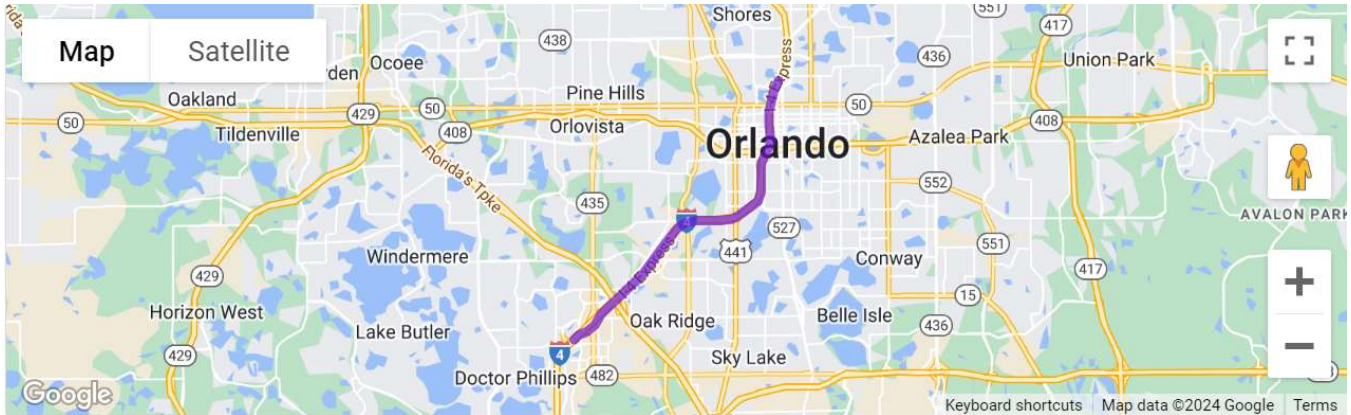 Map
Satellite
Shores
551
417
438
436
Union Park
Ocoee
rden
Oakland
Pine Hills
50
429
50
50
Orlovista
408
Tildenville
408
Orlando
Azalea Park
Florida's Tpke
552
435
AVALON PARK
527
551
441
Windermere
Conway
429
I-4 Express
417
15
Horizon West
Belle Isle
Lake Butler
Oak Ridge
436
429
4
Sky Lake
Doctor Phillips
482
Google
Keyboard shortcuts
Map data ©2024 Google
Terms